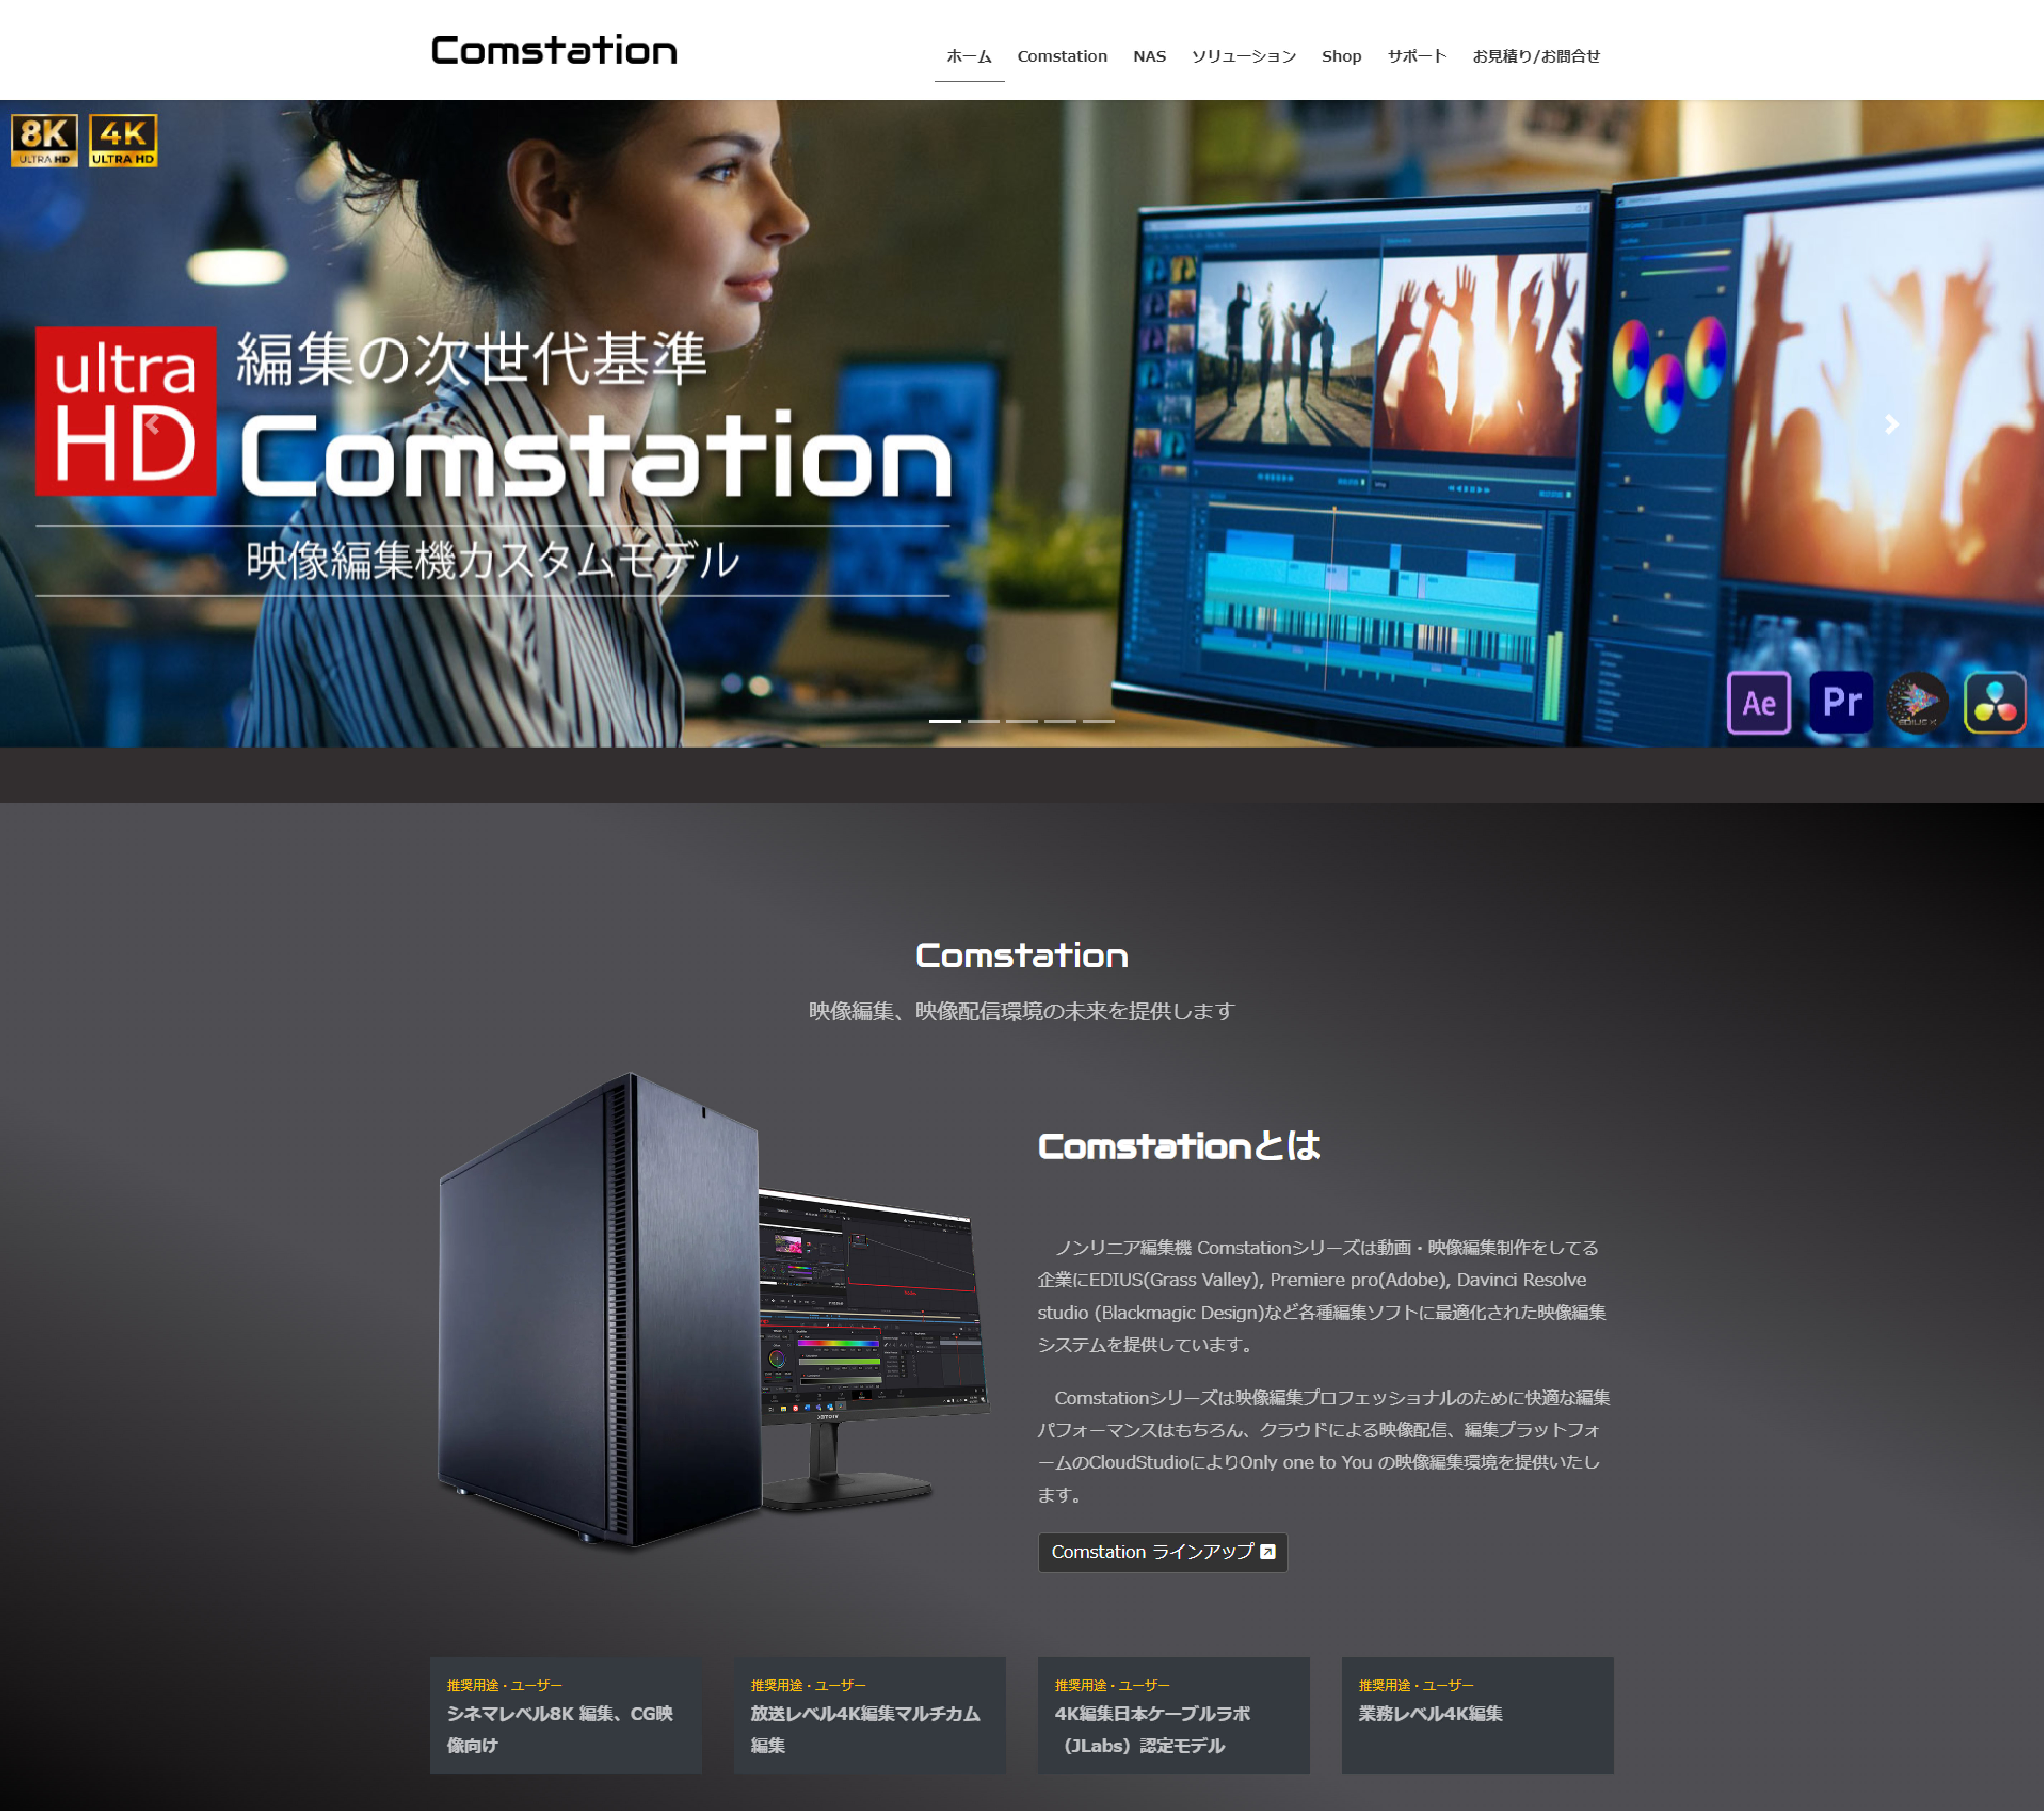 Comstation
ホーム Comstation NAS ソリューション Shop サポート お見積り/お問合せ
8K ULTRA HD 4K ULTRA HD
ultra HD
編集の次世代基準
Comstation
映像編集機カスタムモデル
Ae Pr EDIUS X
Comstation
映像編集、映像配信環境の未来を提供します
Comstationとは
ノンリニア編集機 Comstationシリーズは動画・映像編集制作をしてる
企業にEDIUS(Grass Valley), Premiere pro(Adobe), Davinci Resolve
studio (Blackmagic Design)など各種編集ソフトに最適化された映像編集
システムを提供しています。
Comstationシリーズは映像編集プロフェッショナルのために快適な編集
パフォーマンスはもちろん、クラウドによる映像配信、編集プラットフォ
ームのCloudStudioによりOnly one to You の映像編集環境を提供いたし
ます。
Comstation ラインアップ
推奨用途・ユーザー
シネマレベル8K 編集、CG映
像向け
推奨用途・ユーザー
放送レベル4K編集マルチカム
編集
推奨用途・ユーザー
4K編集日本ケーブルラボ
（JLabs）認定モデル
推奨用途・ユーザー
業務レベル4K編集